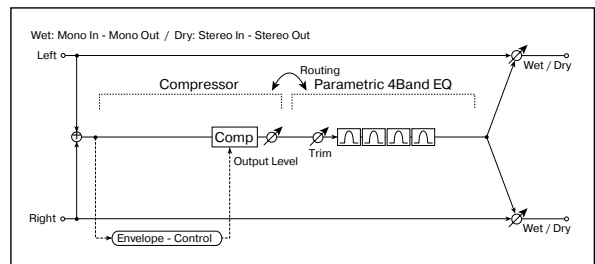 Wet: Mono In - Mono Out / Dry: Stereo In - Stereo Out
Left
Wet / Dry
Routing
Compressor
Parametric 4Band EQ
Comp
Output Level
Trim
Right
Wet / Dry
Envelope - Control